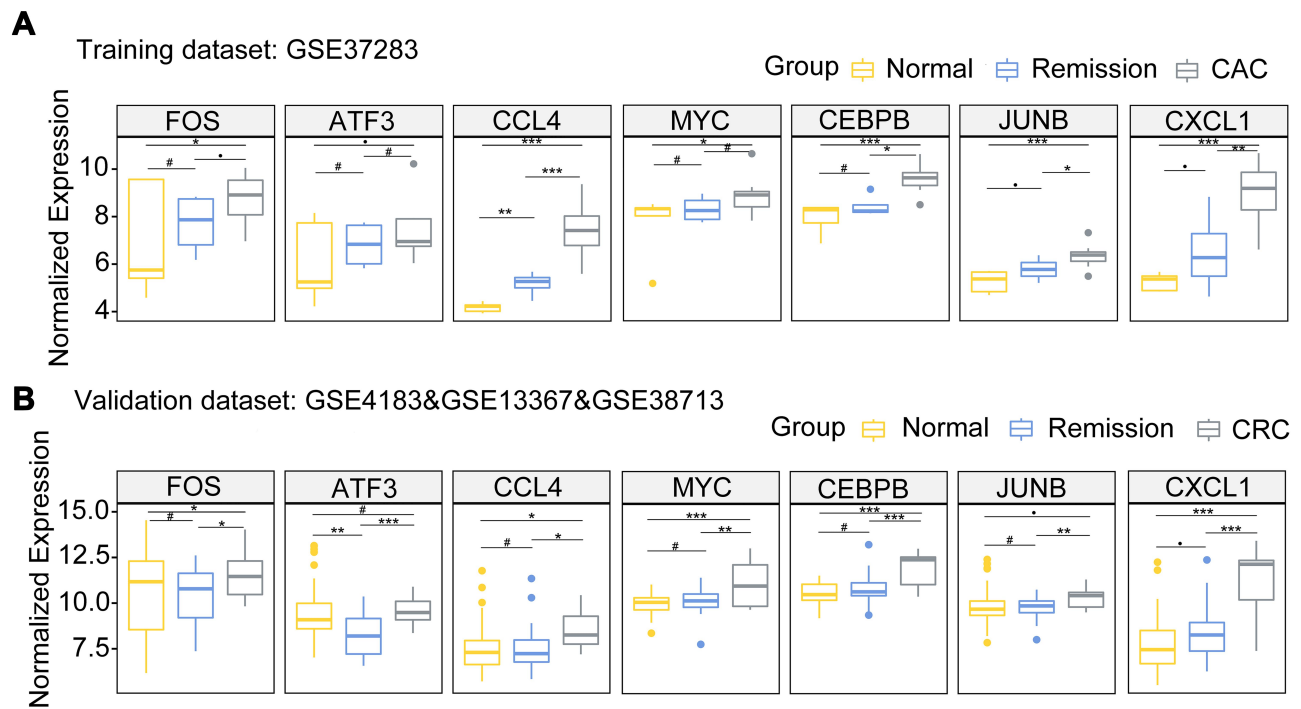 A
Training dataset: GSE37283
Group Normal Remission CAC
Normalized Expression
FOS ATF3 CCL4 MYC CEBPB JUNB CXCL1
* • *** * *** *** ***
# • # # *** # # # * • * • **
**
10
8
6
4
B
Validation dataset: GSE4183&GSE13367&GSE38713
Group Normal Remission CRC
Normalized Expression
FOS ATF3 CCL4 MYC CEBPB JUNB CXCL1
* # * *** *** • ***
# * ** *** # * # ** # *** # ** • ***
15.0
12.5
10.0
7.5